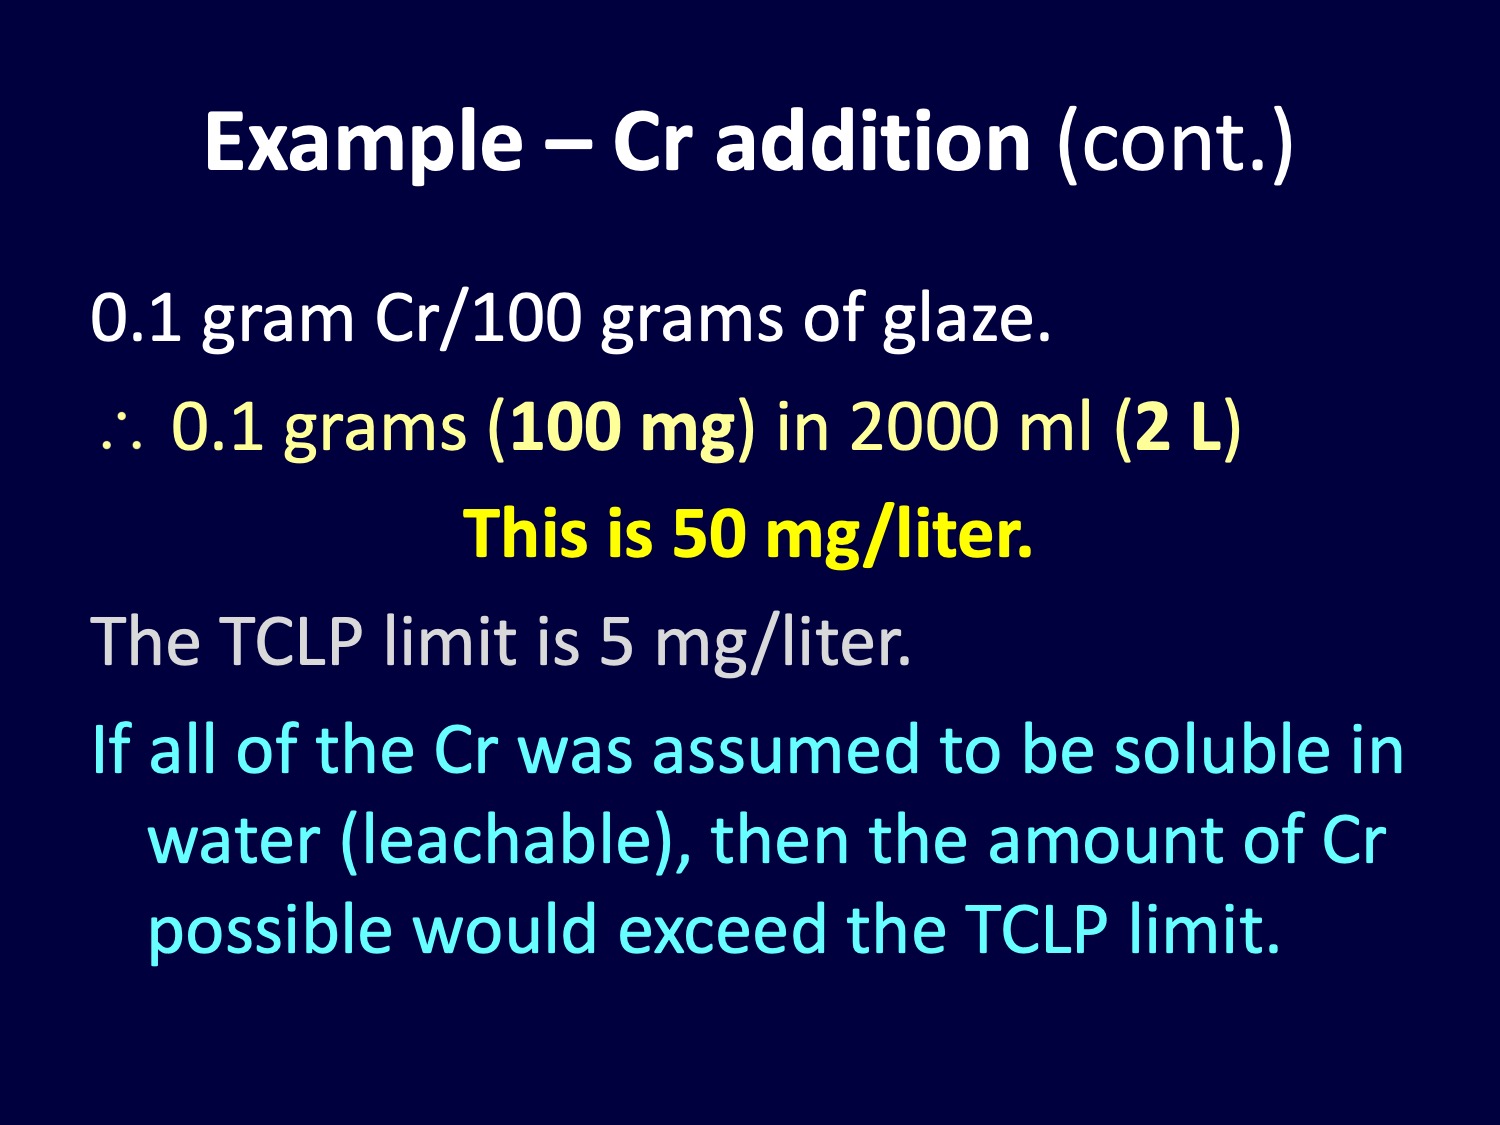 Example – Cr addition (cont.)
0.1 gram Cr/100 grams of glaze.
∴ 0.1 grams (100 mg) in 2000 ml (2 L)
This is 50 mg/liter.
The TCLP limit is 5 mg/liter.
If all of the Cr was assumed to be soluble in
water (leachable), then the amount of Cr
possible would exceed the TCLP limit.